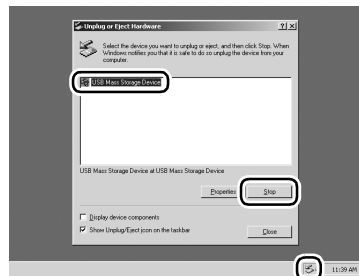 Unplug or Eject Hardware
Select the device you want to unplug or eject, and then click Stop. When
Windows notifies you that it is safe to do so unplug the device from your
computer.
USB Mass Storage Device
USB Mass Storage Device at USB Mass Storage Device
Properties
Stop
Display device components
Show Unplug/Eject icon on the taskbar
Close
11:39 AM